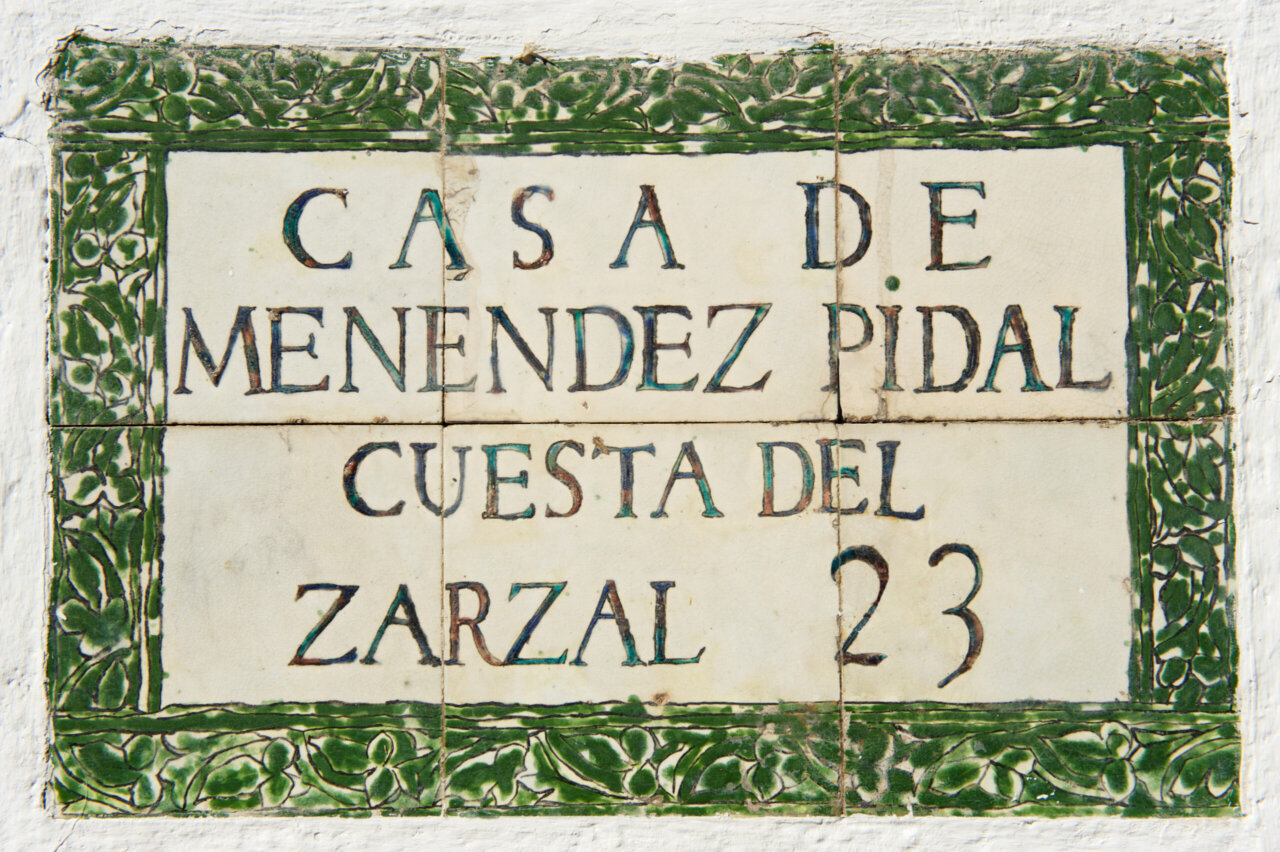 CASA DE
MENENDEZ PiDAL
CUESTA DEL
ZARZAL 23